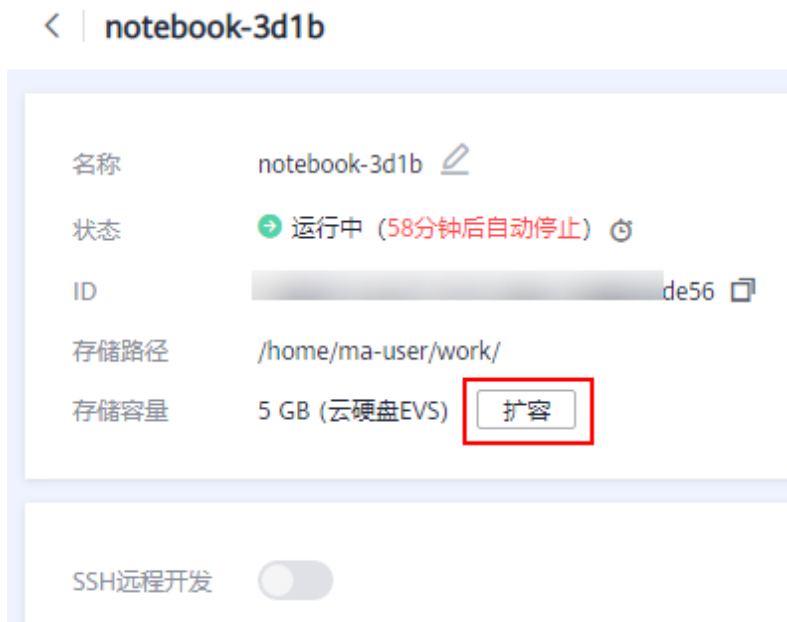 notebook-3d1b
名称 notebook-3d1b
状态 运行中（58分钟后自动停止）
ID de56
存储路径 /home/ma-user/work/
存储容量 5 GB (云硬盘EVS) 扩容
SSH远程开发